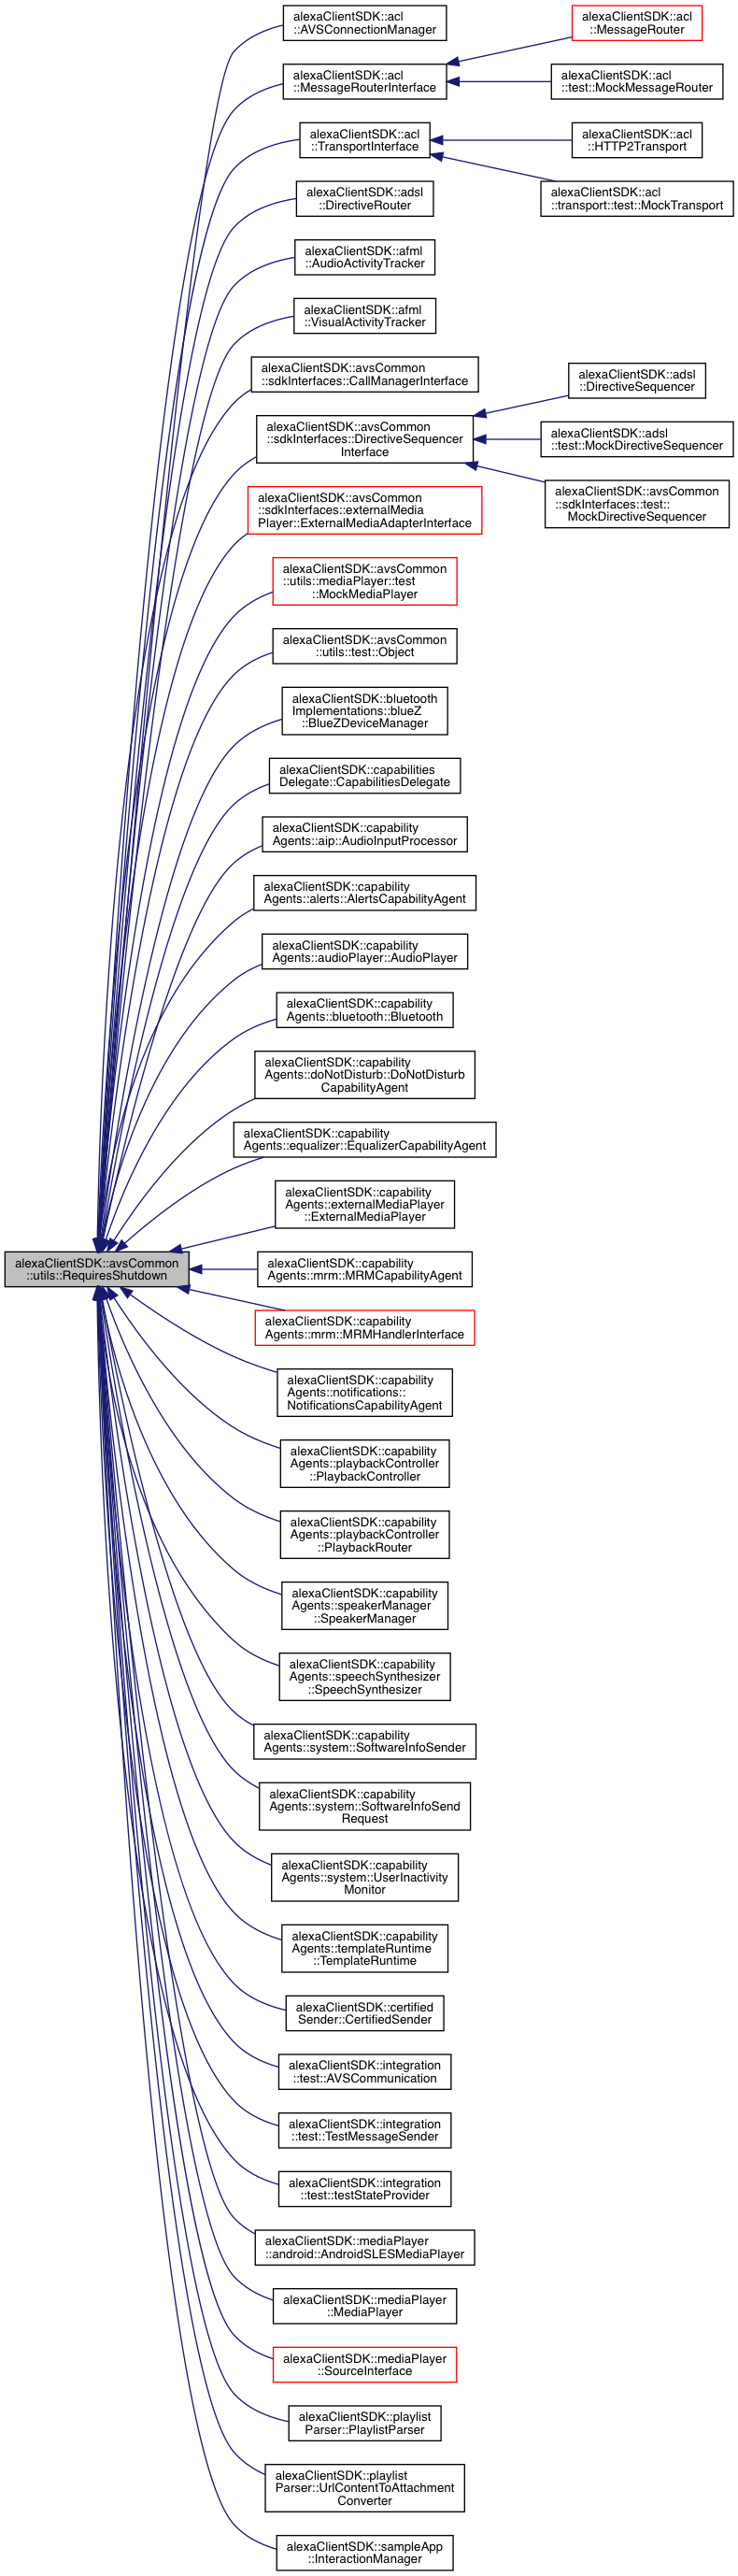 alexaClientSDK::acl
::AVSConnectionManager
alexaClientSDK::acl
::MessageRouter
alexaClientSDK::acl
::MessageRouterInterface
alexaClientSDK::acl
::test::MockMessageRouter
alexaClientSDK::acl
::TransportInterface
alexaClientSDK::acl
::HTTP2Transport
alexaClientSDK::acl
::transport::test::MockTransport
alexaClientSDK::adsl
::DirectiveRouter
alexaClientSDK::afml
::AudioActivityTracker
alexaClientSDK::afml
::VisualActivityTracker
alexaClientSDK::avsCommon
::sdkInterfaces::CallManagerInterface
alexaClientSDK::adsl
::DirectiveSequencer
alexaClientSDK::avsCommon
::sdkInterfaces::DirectiveSequencer
Interface
alexaClientSDK::adsl
::test::MockDirectiveSequencer
alexaClientSDK::avsCommon
::sdkInterfaces::test::
MockDirectiveSequencer
alexaClientSDK::avsCommon
::sdkInterfaces::externalMedia
Player::ExternalMediaAdapterInterface
alexaClientSDK::avsCommon
::utils::mediaPlayer::test
::MockMediaPlayer
alexaClientSDK::avsCommon
::utils::test::Object
alexaClientSDK::bluetooth
Implementations::blueZ
::BlueZDeviceManager
alexaClientSDK::capabilities
Delegate::CapabilitiesDelegate
alexaClientSDK::capability
Agents::aip::AudioInputProcessor
alexaClientSDK::capability
Agents::alerts::AlertsCapabilityAgent
alexaClientSDK::capability
Agents::audioPlayer::AudioPlayer
alexaClientSDK::capability
Agents::bluetooth::Bluetooth
alexaClientSDK::capability
Agents::doNotDisturb::DoNotDisturb
CapabilityAgent
alexaClientSDK::capability
Agents::equalizer::EqualizerCapabilityAgent
alexaClientSDK::capability
Agents::externalMediaPlayer
::ExternalMediaPlayer
alexaClientSDK::avsCommon
::utils::RequiresShutdown
alexaClientSDK::capability
Agents::mrm::MRMCapabilityAgent
alexaClientSDK::capability
Agents::mrm::MRMHandlerInterface
alexaClientSDK::capability
Agents::notifications::
NotificationsCapabilityAgent
alexaClientSDK::capability
Agents::playbackController
::PlaybackController
alexaClientSDK::capability
Agents::playbackController
::PlaybackRouter
alexaClientSDK::capability
Agents::speakerManager
::SpeakerManager
alexaClientSDK::capability
Agents::speechSynthesizer
::SpeechSynthesizer
alexaClientSDK::capability
Agents::system::SoftwareInfoSender
alexaClientSDK::capability
Agents::system::SoftwareInfoSend
Request
alexaClientSDK::capability
Agents::system::UserInactivity
Monitor
alexaClientSDK::capability
Agents::templateRuntime
::TemplateRuntime
alexaClientSDK::certified
Sender::CertifiedSender
alexaClientSDK::integration
::test::AVSCommunication
alexaClientSDK::integration
::test::TestMessageSender
alexaClientSDK::integration
::test::testStateProvider
alexaClientSDK::mediaPlayer
::android::AndroidSLESMediaPlayer
alexaClientSDK::mediaPlayer
::MediaPlayer
alexaClientSDK::mediaPlayer
::SourceInterface
alexaClientSDK::playlist
Parser::PlaylistParser
alexaClientSDK::playlist
Parser::UrlContentToAttachment
Converter
alexaClientSDK::sampleApp
::InteractionManager